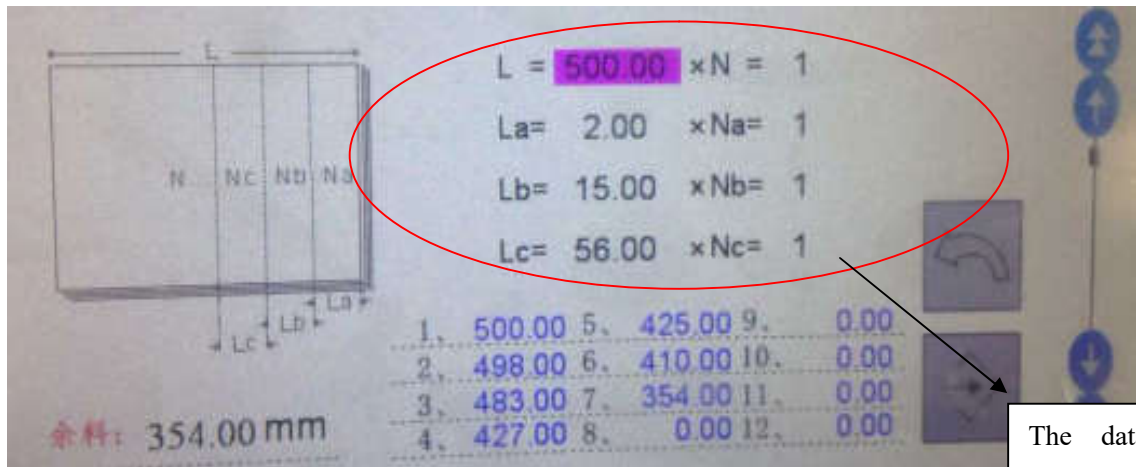 L
L = 500.00 ×N = 1
La= 2.00 ×Na= 1
N Nc Nb Na
Lb= 15.00 ×Nb= 1
Lc= 56.00 ×Nc= 1
La
Lb
Lc
1、 500.00 5、 425.00 9、 0.00
2、 498.00 6、 410.00 10、 0.00
3、 483.00 7、 354.00 11、 0.00
4、 427.00 8、 0.00 12、 0.00
余料: 354.00 mm
The dat